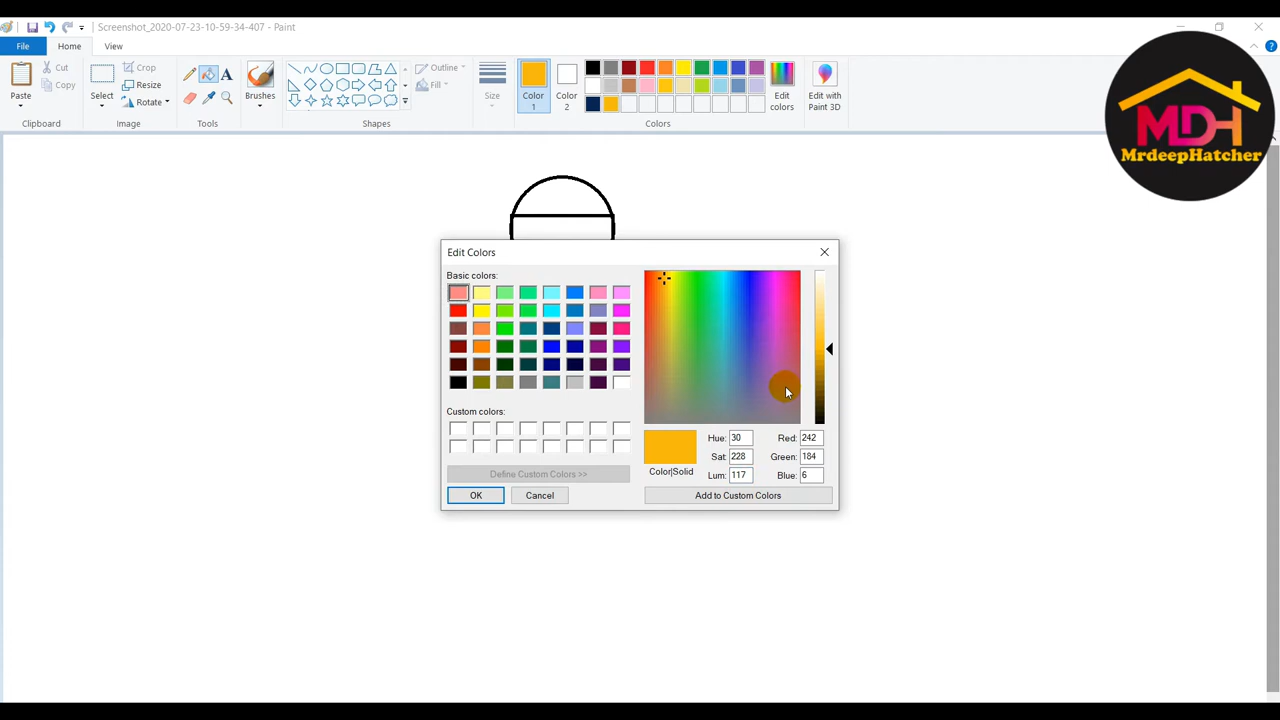 Screenshot_2020-07-23-10-59-34-407 - Paint
File
Home
View
Paste
Cut
Copy
Clipboard
Select
Crop
Resize
Rotate
Image
A
Tools
Brushes
Outline
Fill
Shapes
Size
Color
1
Color
2
Colors
Edit
colors
Edit with
Paint 3D
MDH
MrdeepHatcher
Edit Colors
Basic colors:
Custom colors:
Define Custom Colors >>
OK
Cancel
Color|Solid
Hue: 30
Sat: 228
Lum: 117
Red: 242
Green: 184
Blue: 6
Add to Custom Colors